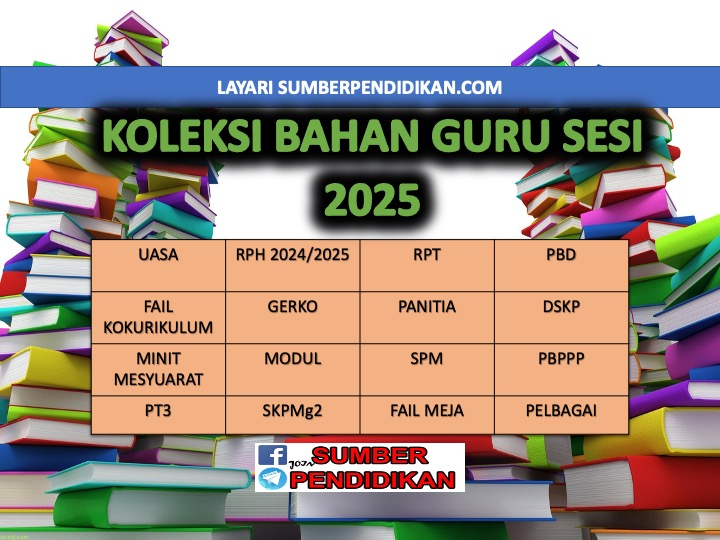 LAYARI SUMBERPENDIDIKAN.COM
KOLEKSI BAHAN GURU SESI
2025
UASA
RPH 2024/2025
RPT
PBD
FAIL
KOKURIKULUM
GERKO
PANITIA
DSKP
MINIT
MESYUARAT
MODUL
SPM
PBPPP
PT3
SKPMg2
FAIL MEJA
PELBAGAI
join
SUMBER
PENDIDIKAN